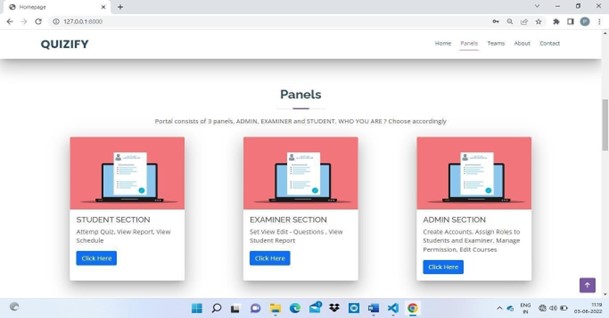 Homepage
127.0.0.1:8000
QUIZIFY
Home Panels Teams About Contact
Panels
Portal consists of 3 panels, ADMIN, EXAMINER and STUDENT. WHO YOU ARE ? Choose accordingly
STUDENT SECTION
Attemp Quiz, View Report, View
Schedule
Click Here
EXAMINER SECTION
Set View Edit - Questions , View
Student Report
Click Here
ADMIN SECTION
Create Accounts, Assign Roles to
Students and Examiner, Manage
Permission, Edit Courses
Click Here
ENG
IN
11:19
05-06-2022